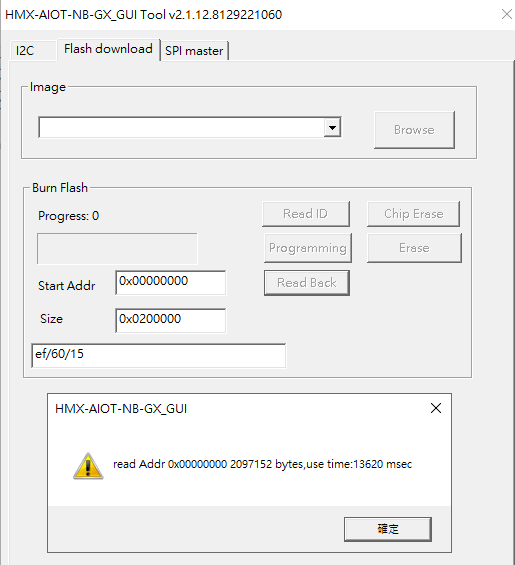 HMX-AIOT-NB-GX_GUI Tool v2.1.12.8129221060
I2C Flash download SPI master
Image
Browse
Burn Flash
Progress: 0 Read ID Chip Erase
Programming Erase
Start Addr 0x00000000 Read Back
Size 0x0200000
ef/60/15
HMX-AIOT-NB-GX_GUI
read Addr 0x00000000 2097152 bytes,use time:13620 msec
確定